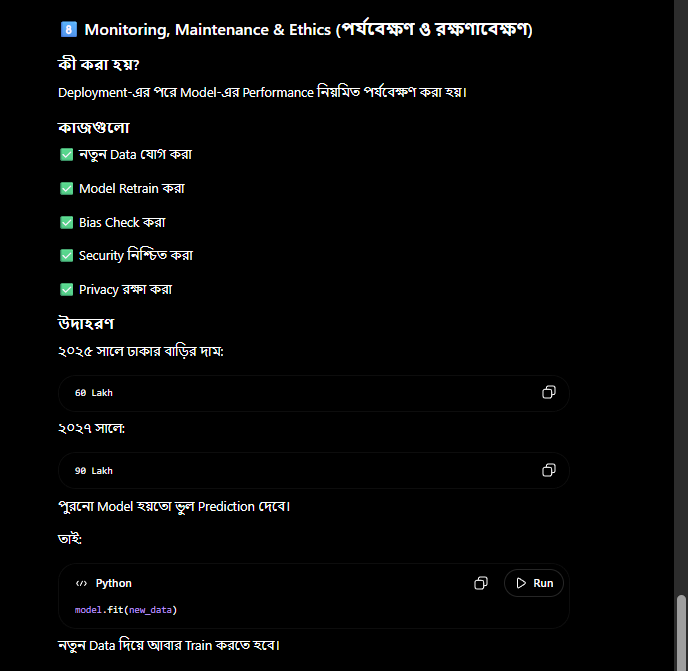 8 Monitoring, Maintenance & Ethics (পর্যবেক্ষণ ও রক্ষণাবেক্ষণ)
কী করা হয়?
Deployment-এর পরে Model-এর Performance নিয়মিত পর্যবেক্ষণ করা হয়।
কাজগুলো
✅ নতুন Data যোগ করা
✅ Model Retrain করা
✅ Bias Check করা
✅ Security নিশ্চিত করা
✅ Privacy রক্ষা করা
উদাহরণ
২০২৫ সালে ঢাকার বাড়ির দাম:
60 Lakh
২০২৭ সালে:
90 Lakh
পুরনো Model হয়তো ভুল Prediction দেবে।
তাই:
Python Run
model.fit(new_data)
নতুন Data দিয়ে আবার Train করতে হবে।